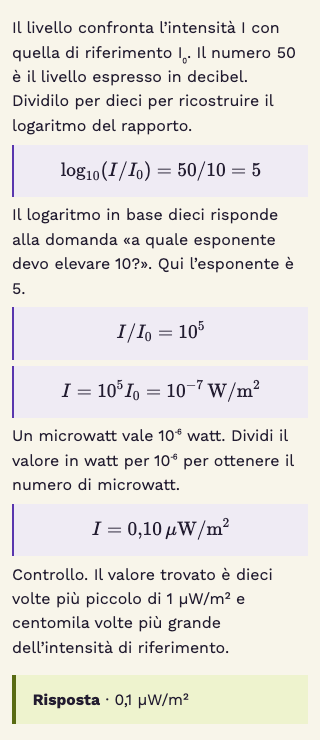 Il livello confronta l’intensità I con
quella di riferimento I₀. Il numero 50
è il livello espresso in decibel.
Dividilo per dieci per ricostruire il
logaritmo del rapporto.
log₁₀(I/I₀) = 50/10 = 5
Il logaritmo in base dieci risponde
alla domanda «a quale esponente
devo elevare 10?». Qui l’esponente è
5.
I/I₀ = 10⁵
I = 10⁵I₀ = 10⁻⁷ W/m²
Un microwatt vale 10⁻⁶ watt. Dividi il
valore in watt per 10⁻⁶ per ottenere il
numero di microwatt.
I = 0,10 μW/m²
Controllo. Il valore trovato è dieci
volte più piccolo di 1 μW/m² e
centomila volte più grande
dell’intensità di riferimento.
Risposta · 0,1 μW/m²